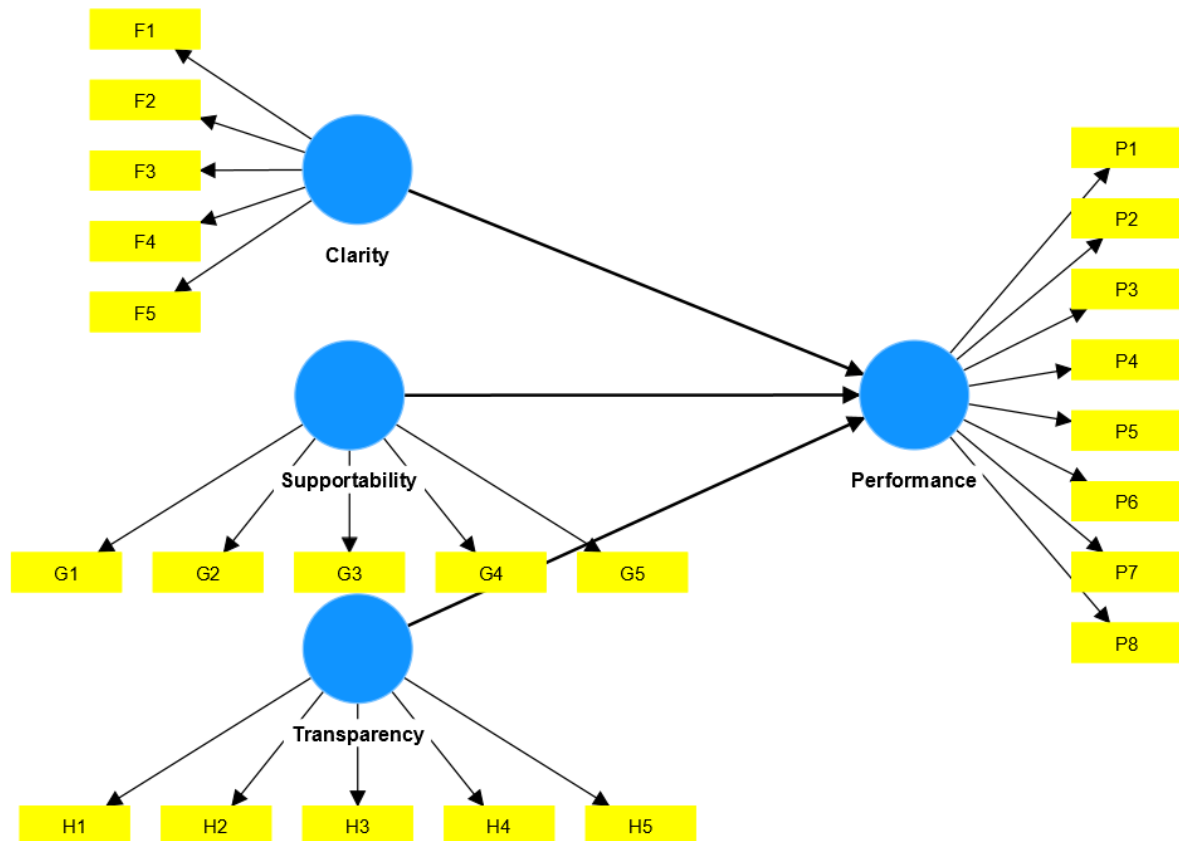 F1
F2
F3
F4
F5
Clarity
P1
P2
P3
P4
P5
P6
P7
P8
Supportability
Performance
G1
G2
G3
G4
G5
Transparency
H1
H2
H3
H4
H5